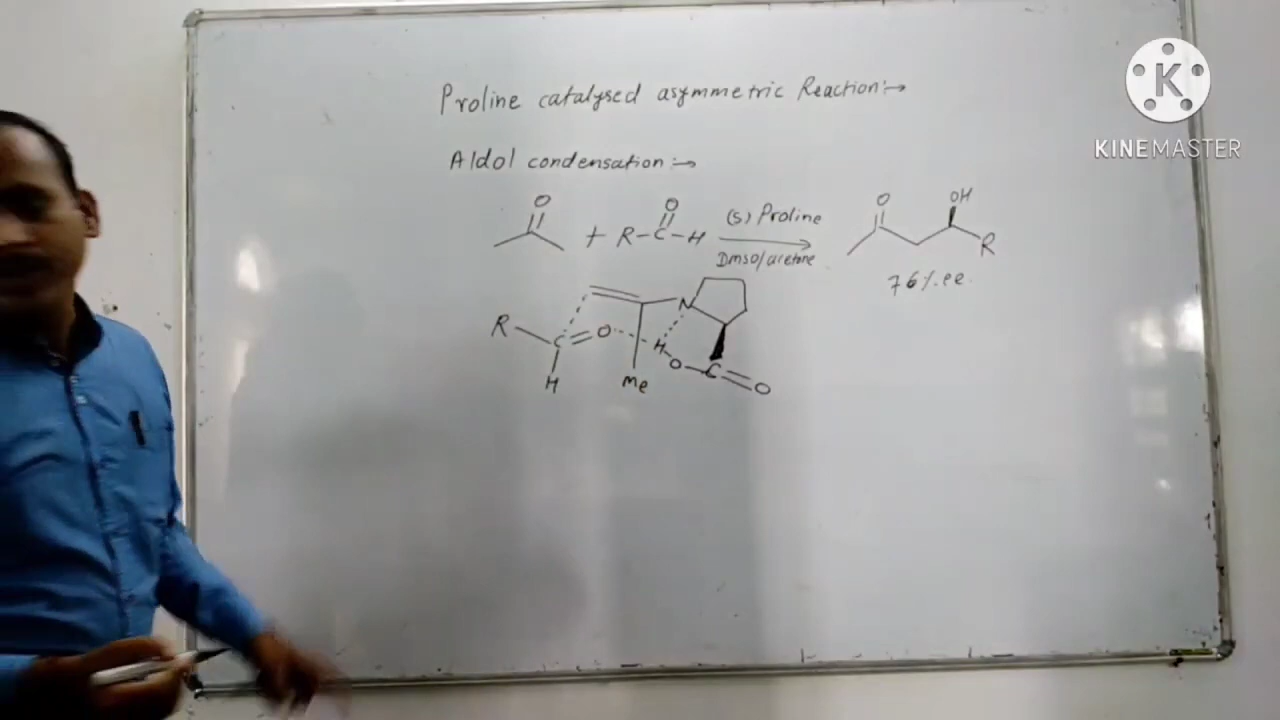 Proline catalysed asymmetric Reaction:→
Aldol condensation:→
O + R-C-H O (S) Proline O OH
Dmso/acetone R
76%.ee.
N
R C=O H O-C=O
H Me
K
KINEMASTER